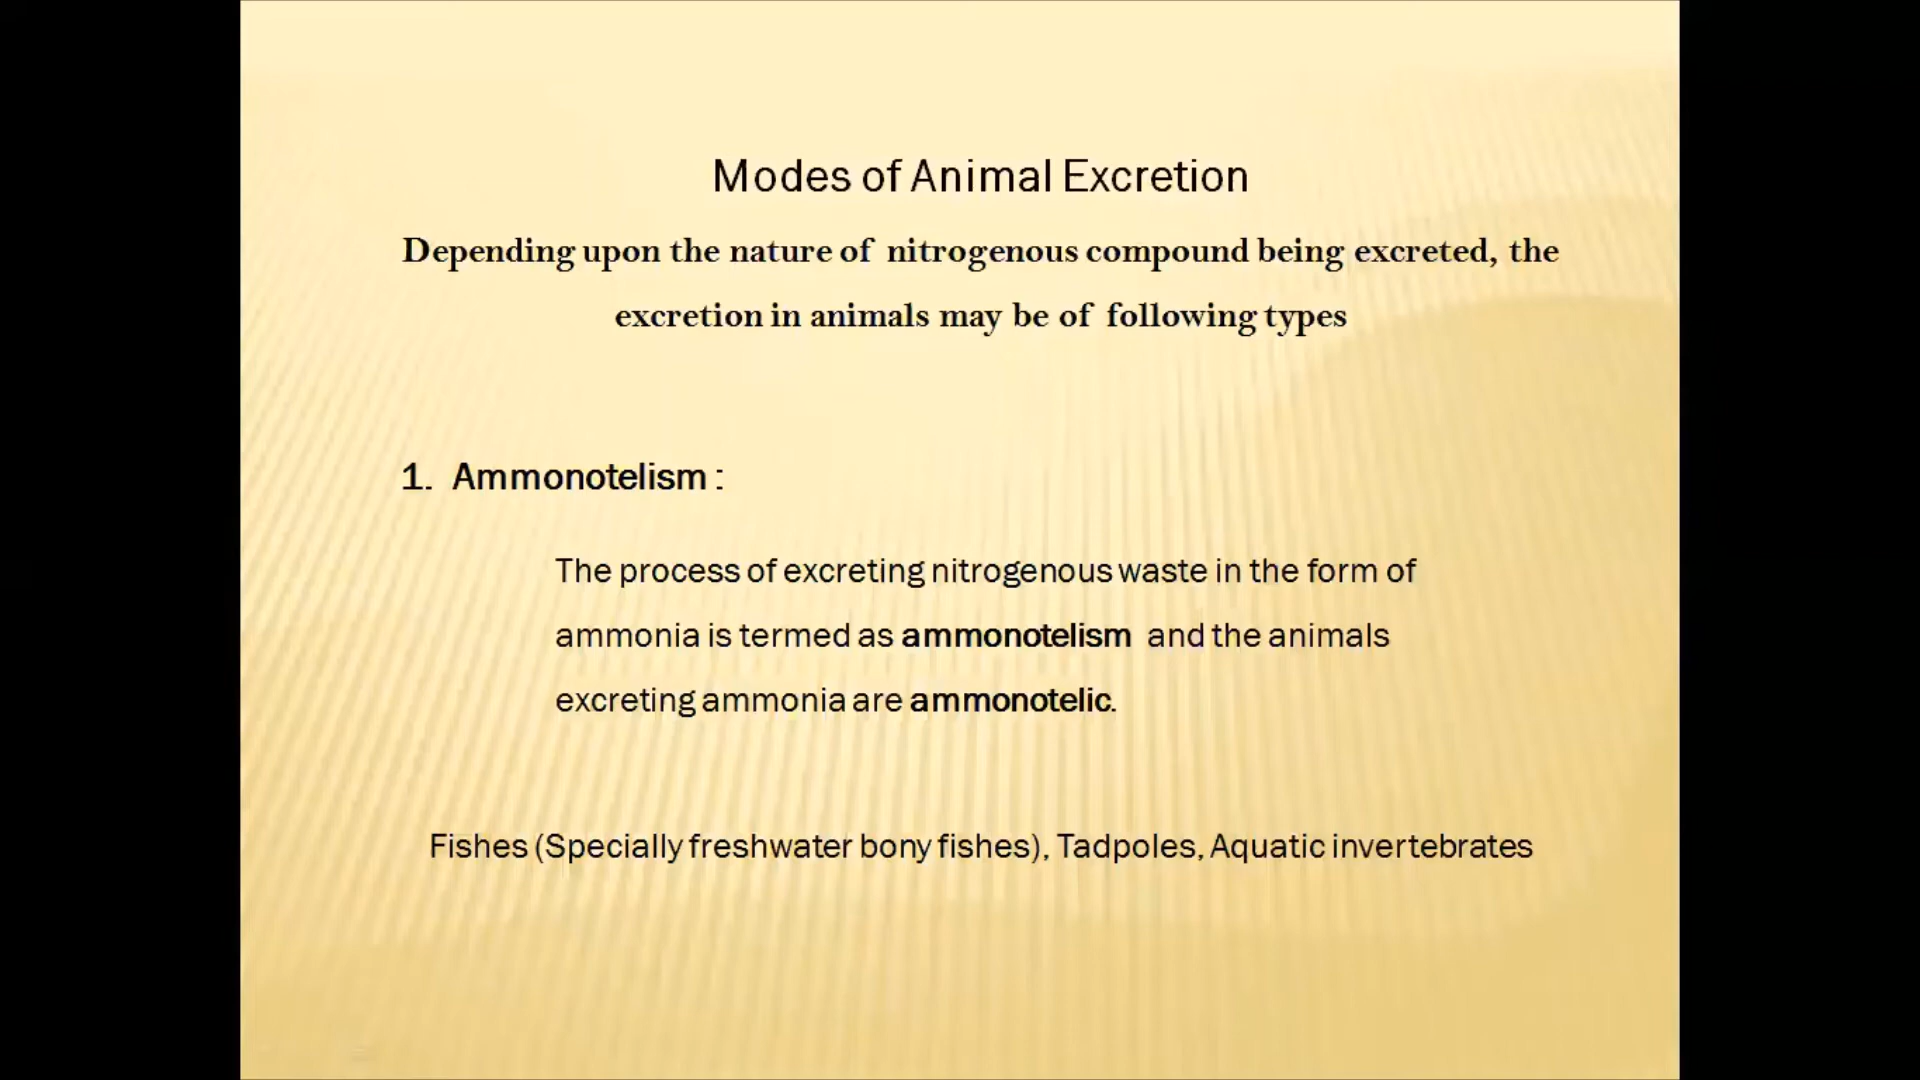 Modes of Animal Excretion
Depending upon the nature of nitrogenous compound being excreted, the
excretion in animals may be of following types
1. Ammonotelism :
The process of excreting nitrogenous waste in the form of
ammonia is termed as ammonotelism and the animals
excreting ammonia are ammonotelic.
Fishes (Specially freshwater bony fishes), Tadpoles, Aquatic invertebrates